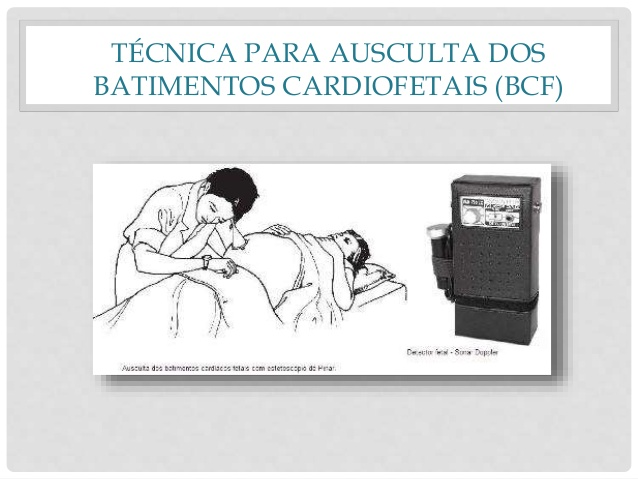 TÉCNICA PARA AUSCULTA DOS
BATIMENTOS CARDIOFETAIS (BCF)
Detector fetal - Sonar Doppler
Ausculta dos batimentos cardíacos fetais com estetoscópio de Pinar.